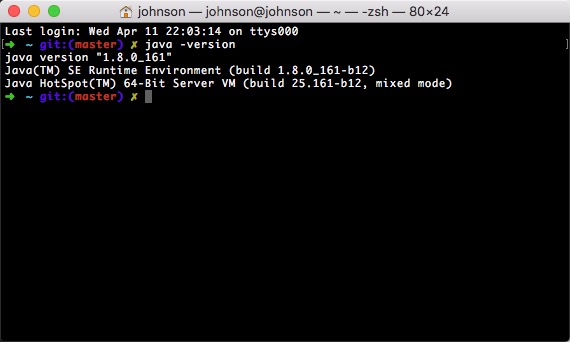 johnson — johnson@johnson — ~ — -zsh — 80×24
Last login: Wed Apr 11 22:03:14 on ttys000
[➜  ~ git:(master) ✗ java -version                                              ]
java version "1.8.0_161"
Java(TM) SE Runtime Environment (build 1.8.0_161-b12)
Java HotSpot(TM) 64-Bit Server VM (build 25.161-b12, mixed mode)
➜  ~ git:(master) ✗